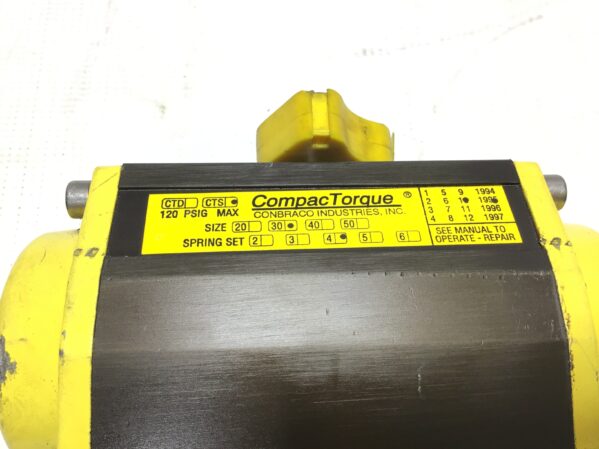 CTD CTS CompacTorque ®
120 PSIG MAX CONBRACO INDUSTRIES, INC.
SIZE 20 30 40 50
SPRING SET 2 3 4 5 6
1 5 9 1994
2 6 1995
3 7 11 1996
4 8 12 1997
SEE MANUAL TO
OPERATE - REPAIR